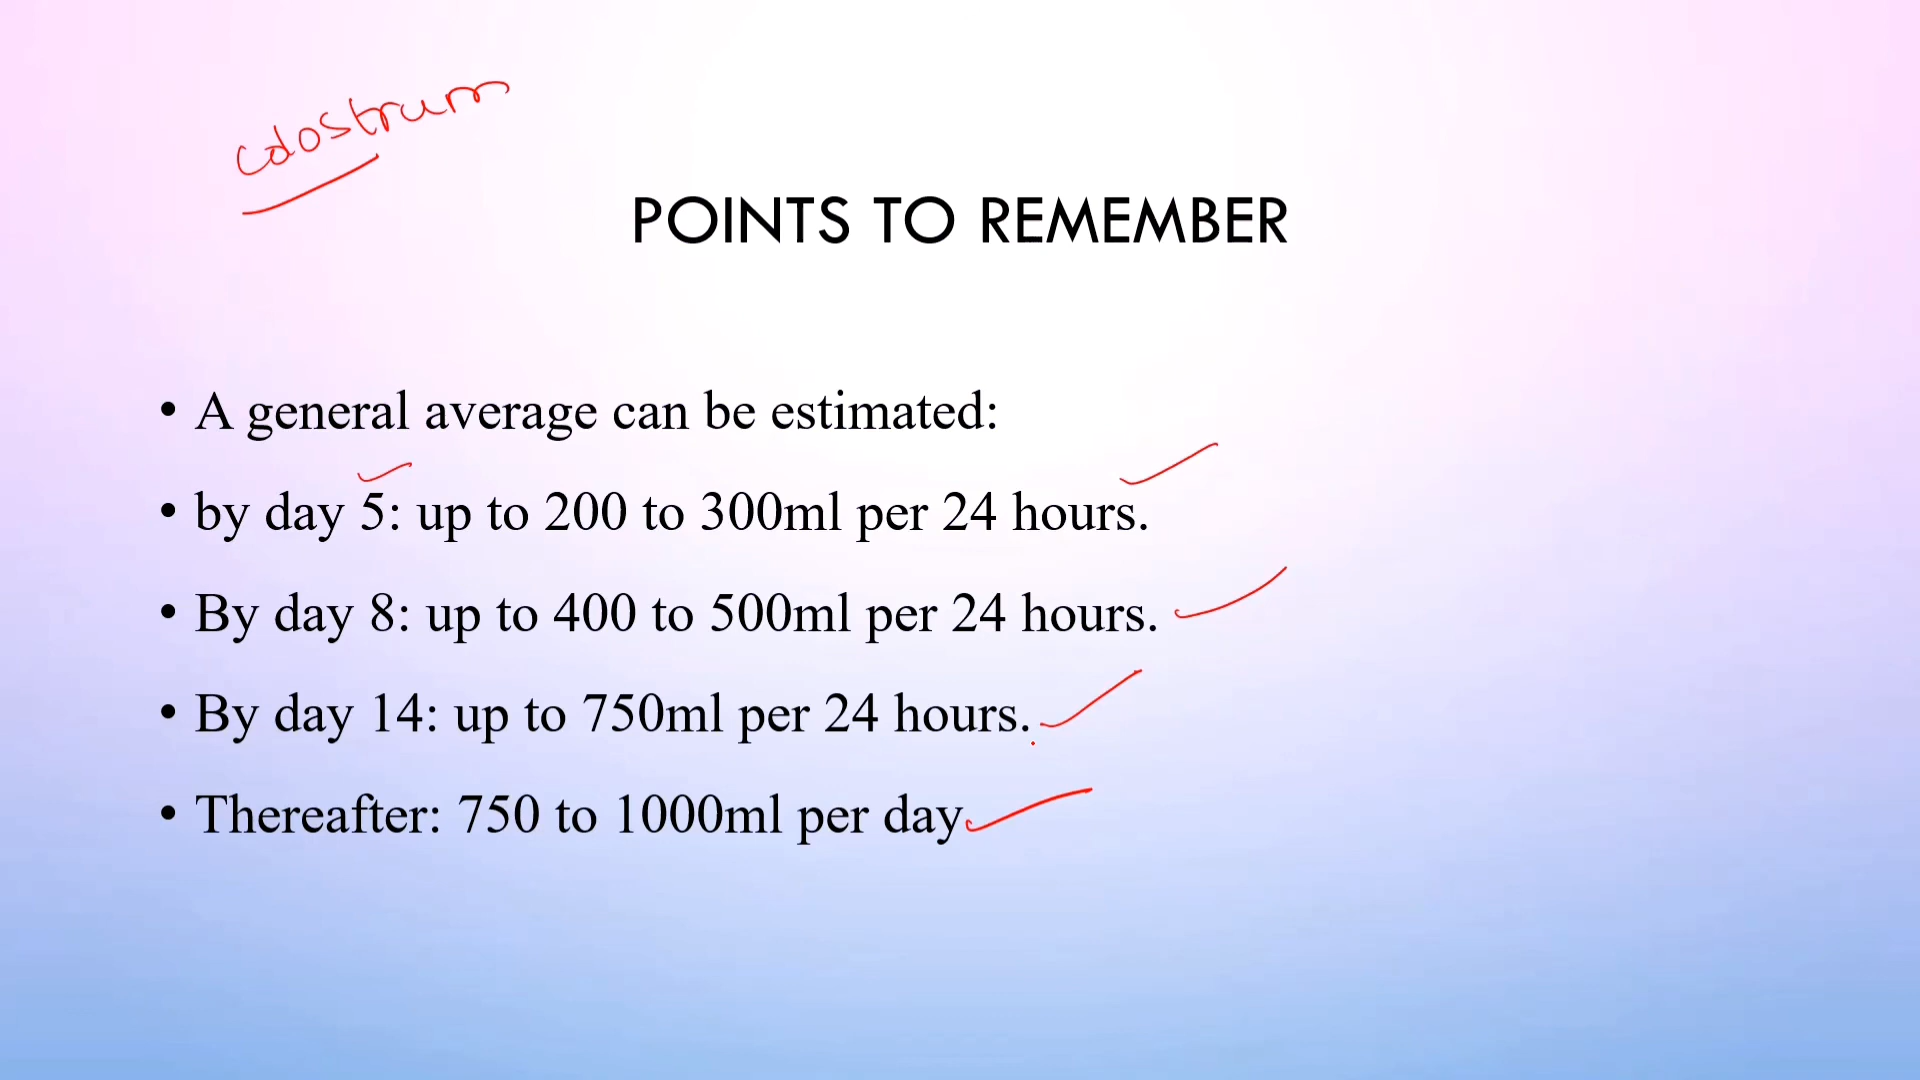 colostrum
POINTS TO REMEMBER
• A general average can be estimated:
• by day 5: up to 200 to 300ml per 24 hours.
• By day 8: up to 400 to 500ml per 24 hours.
• By day 14: up to 750ml per 24 hours.
• Thereafter: 750 to 1000ml per day